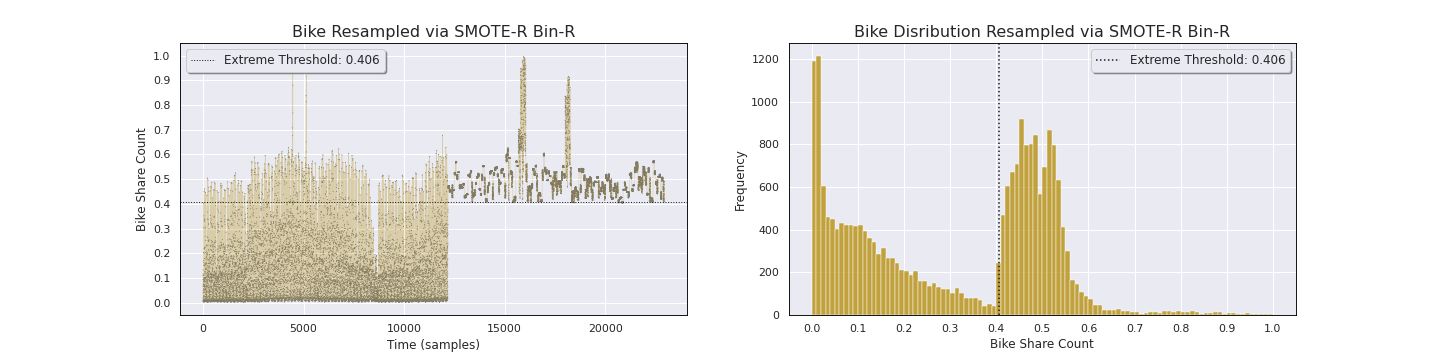 Bike Resampled via SMOTE-R Bin-R
Extreme Threshold: 0.406
Bike Share Count
1.0
0.9
0.8
0.7
0.6
0.5
0.4
0.3
0.2
0.1
0.0
0 5000 10000 15000 20000
Time (samples)
Bike Disribution Resampled via SMOTE-R Bin-R
Extreme Threshold: 0.406
Frequency
1200
1000
800
600
400
200
0
0.0 0.1 0.2 0.3 0.4 0.5 0.6 0.7 0.8 0.9 1.0
Bike Share Count